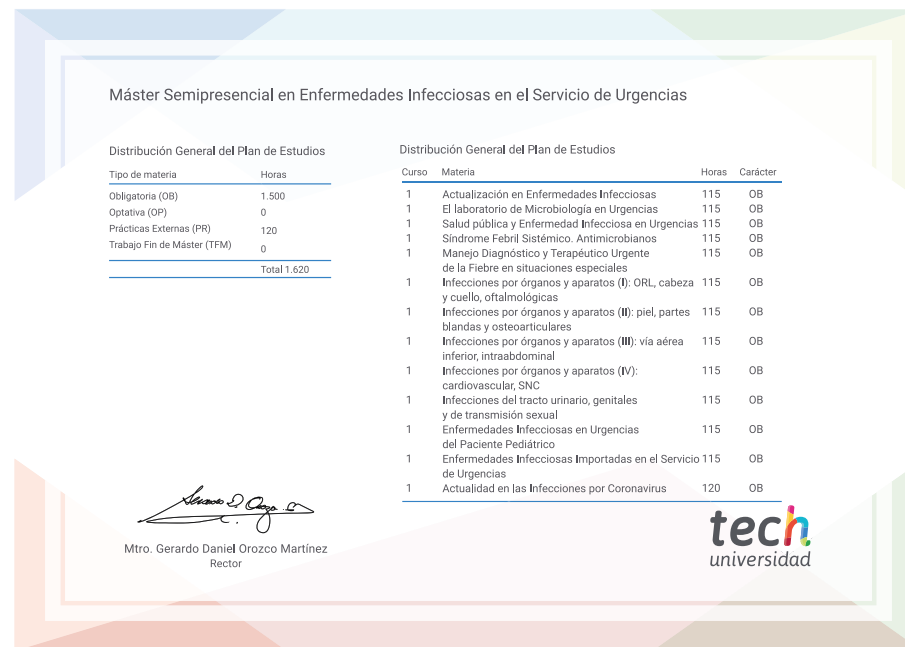 Máster Semipresencial en Enfermedades Infecciosas en el Servicio de Urgencias
Distribución General del Plan de Estudios
Tipo de materia Horas
Obligatoria (OB) 1.500
Optativa (OP) 0
Prácticas Externas (PR) 120
Trabajo Fin de Máster (TFM) 0
Total 1.620
Distribución General del Plan de Estudios
Curso Materia Horas Carácter
1 Actualización en Enfermedades Infecciosas 115 OB
1 El laboratorio de Microbiología en Urgencias 115 OB
1 Salud pública y Enfermedad Infecciosa en Urgencias 115 OB
1 Síndrome Febril Sistémico. Antimicrobianos 115 OB
1 Manejo Diagnóstico y Terapéutico Urgente 115 OB
de la Fiebre en situaciones especiales
1 Infecciones por órganos y aparatos (I): ORL, cabeza 115 OB
y cuello, oftalmológicas
1 Infecciones por órganos y aparatos (II): piel, partes 115 OB
blandas y osteoarticulares
1 Infecciones por órganos y aparatos (III): vía aérea 115 OB
inferior, intraabdominal
1 Infecciones por órganos y aparatos (IV): 115 OB
cardiovascular, SNC
1 Infecciones del tracto urinario, genitales 115 OB
y de transmisión sexual
1 Enfermedades Infecciosas en Urgencias 115 OB
del Paciente Pediátrico
1 Enfermedades Infecciosas Importadas en el Servicio 115 OB
de Urgencias
1 Actualidad en las Infecciones por Coronavirus 120 OB
Mtro. Gerardo Daniel Orozco Martínez
Rector
tech
universidad